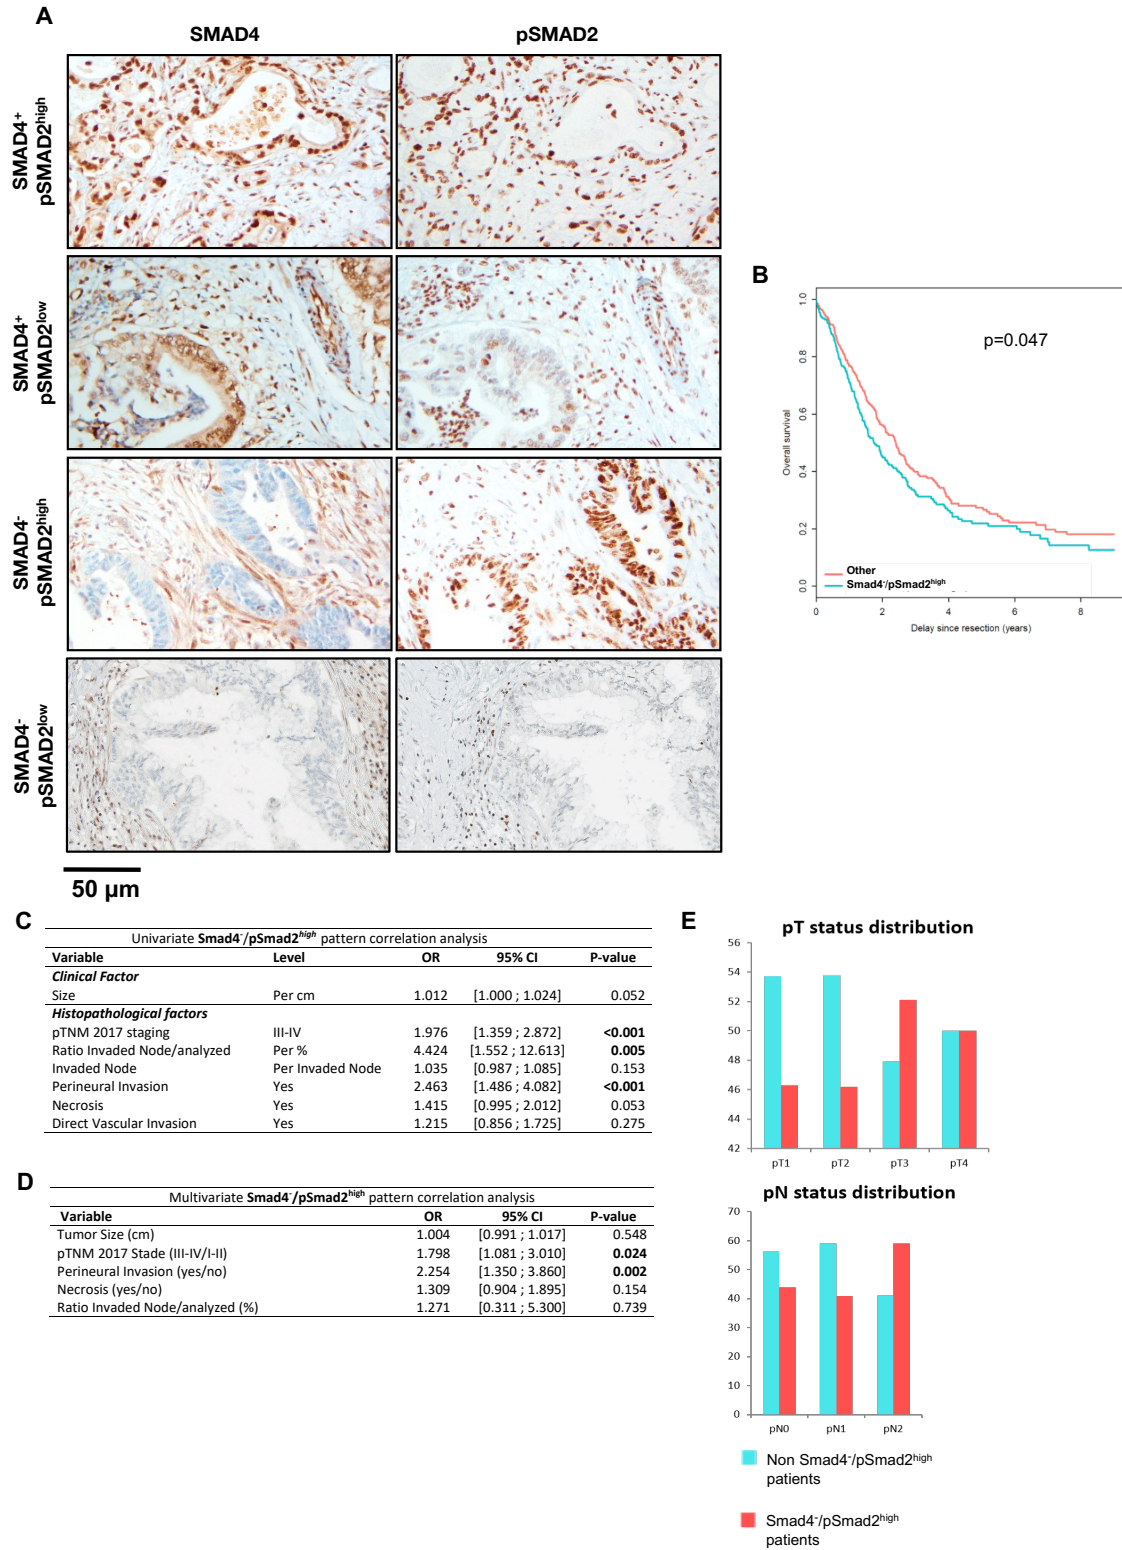 A
SMAD4 pSMAD2
SMAD4+
pSMAD2high
SMAD4+
pSMAD2low
SMAD4-
pSMAD2high
SMAD4-
pSMAD2low
50 µm
B
p=0.047
Overall survival
1.0
0.8
0.6
0.4
0.2
0.0
Other
Smad4-/pSmad2high
0 2 4 6 8
Delay since resection (years)
C
Univariate Smad4-/pSmad2high pattern correlation analysis
Variable Level OR 95% CI P-value
Clinical Factor
Size Per cm 1.012 [1.000 ; 1.024] 0.052
Histopathological factors
pTNM 2017 staging III-IV 1.976 [1.359 ; 2.872] <0.001
Ratio Invaded Node/analyzed Per % 4.424 [1.552 ; 12.613] 0.005
Invaded Node Per Invaded Node 1.035 [0.987 ; 1.085] 0.153
Perineural Invasion Yes 2.463 [1.486 ; 4.082] <0.001
Necrosis Yes 1.415 [0.995 ; 2.012] 0.053
Direct Vascular Invasion Yes 1.215 [0.856 ; 1.725] 0.275
D
Multivariate Smad4-/pSmad2high pattern correlation analysis
Variable OR 95% CI P-value
Tumor Size (cm) 1.004 [0.991 ; 1.017] 0.548
pTNM 2017 Stade (III-IV/I-II) 1.798 [1.081 ; 3.010] 0.024
Perineural Invasion (yes/no) 2.254 [1.350 ; 3.860] 0.002
Necrosis (yes/no) 1.309 [0.904 ; 1.895] 0.154
Ratio Invaded Node/analyzed (%) 1.271 [0.311 ; 5.300] 0.739
E
pT status distribution
56
54
52
50
48
46
44
42
pT1 pT2 pT3 pT4
pN status distribution
70
60
50
40
30
20
10
0
pN0 pN1 pN2
Non Smad4-/pSmad2high
patients
Smad4-/pSmad2high
patients